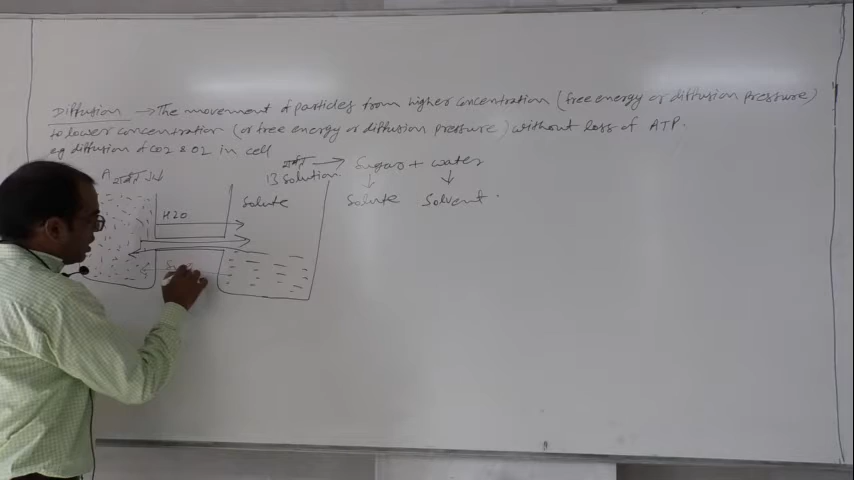 Diffusion → The movement of particles from higher concentration (free energy or diffusion pressure)
to lower concentration (or free energy or diffusion pressure) without loss of ATP.
eg diffusion of CO2 & O2 in cell
→ Sugar + water
A
B Solution
Solute
Solute Solvent.
H2O